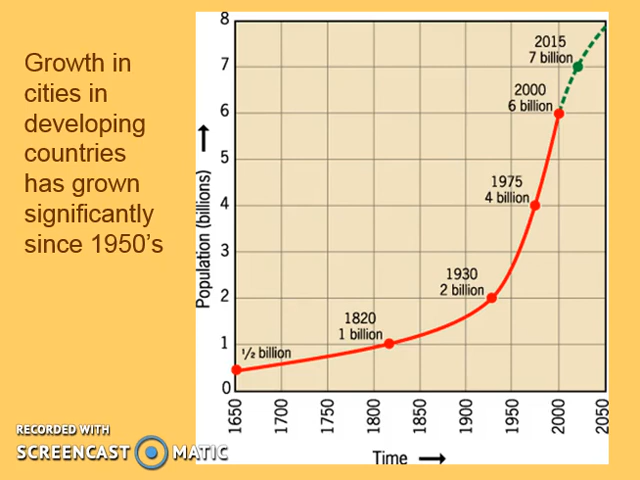 Growth in
cities in
developing
countries
has grown
significantly
since 1950's
Population (billions)
8
7
6
5
4
3
2
1
0
2015
7 billion
2000
6 billion
1975
4 billion
1930
2 billion
1820
1 billion
½ billion
1650
1700
1750
1800
1850
1900
1950
2000
2050
Time
RECORDED WITH
SCREENCAST MATIC